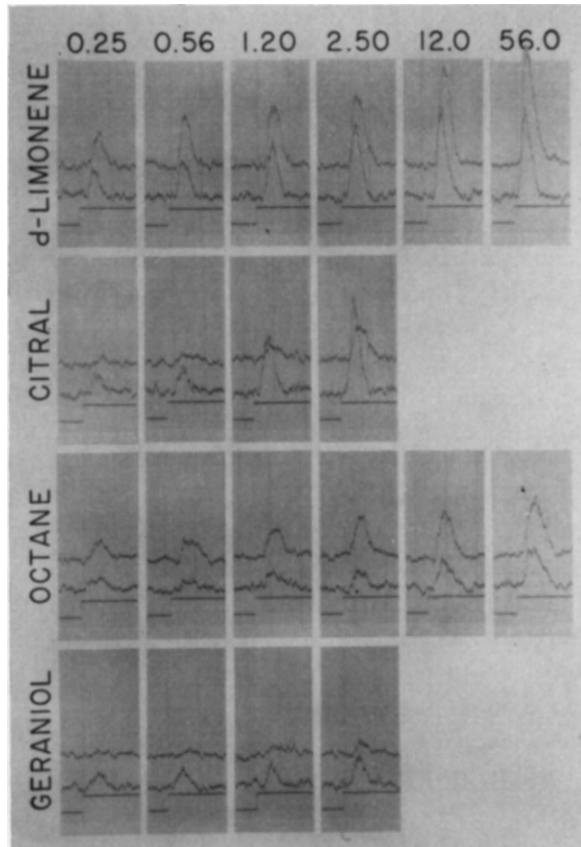 0.25 0.56 1.20 2.50 12.0 56.0
d-LIMONENE
CITRAL
OCTANE
GERANIOL